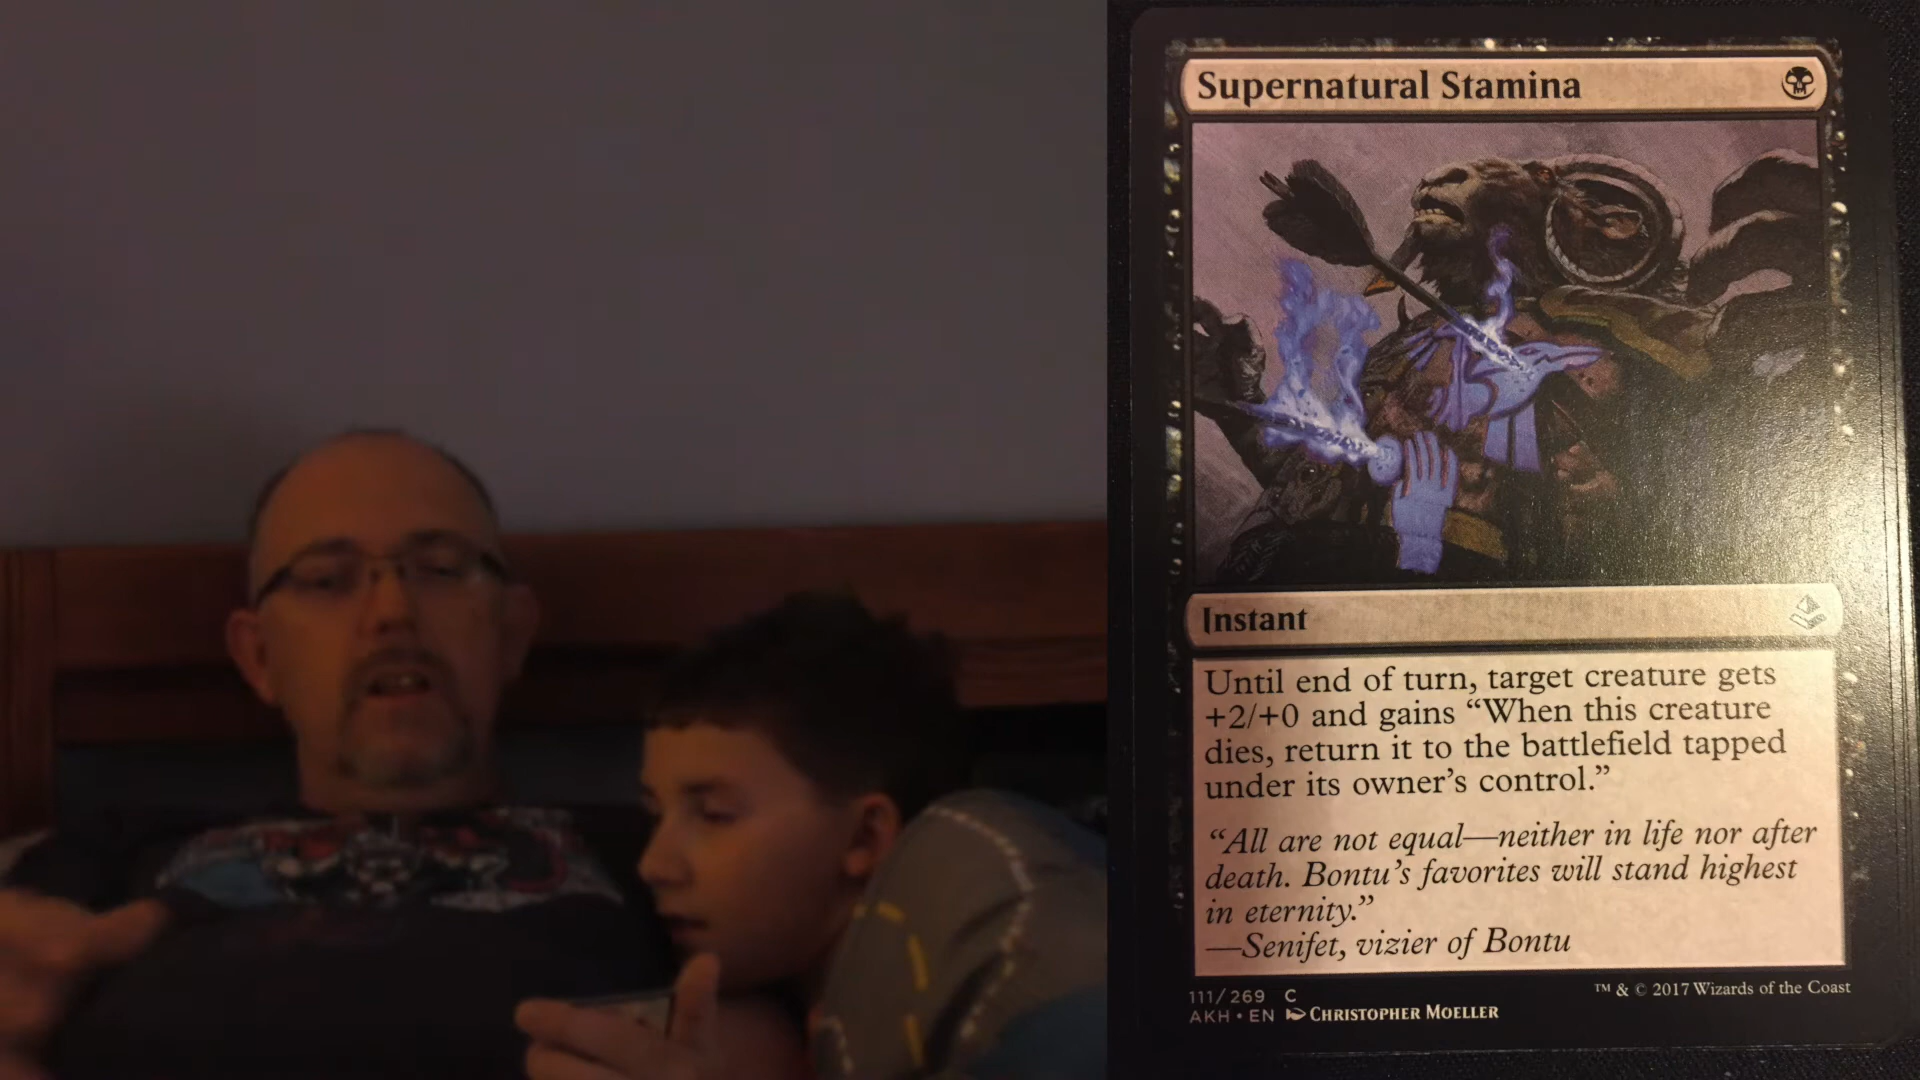 Supernatural Stamina
Instant
Until end of turn, target creature gets
+2/+0 and gains “When this creature
dies, return it to the battlefield tapped
under its owner’s control.”
“All are not equal—neither in life nor after
death. Bontu’s favorites will stand highest
in eternity.”
—Senifet, vizier of Bontu
111/269 C
™ & © 2017 Wizards of the Coast
AKH • EN Christopher Moeller